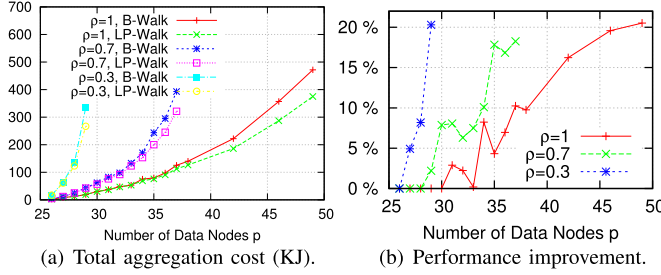 700
600
500
400
300
200
100
0
ρ=1, B-Walk
ρ=1, LP-Walk
ρ=0.7, B-Walk
ρ=0.7, LP-Walk
ρ=0.3, B-Walk
ρ=0.3, LP-Walk
25 30 35 40 45 50
Number of Data Nodes p
(a) Total aggregation cost (KJ).
20 %
15 %
10 %
5 %
0 %
ρ=1
ρ=0.7
ρ=0.3
25 30 35 40 45 50
Number of Data Nodes p
(b) Performance improvement.